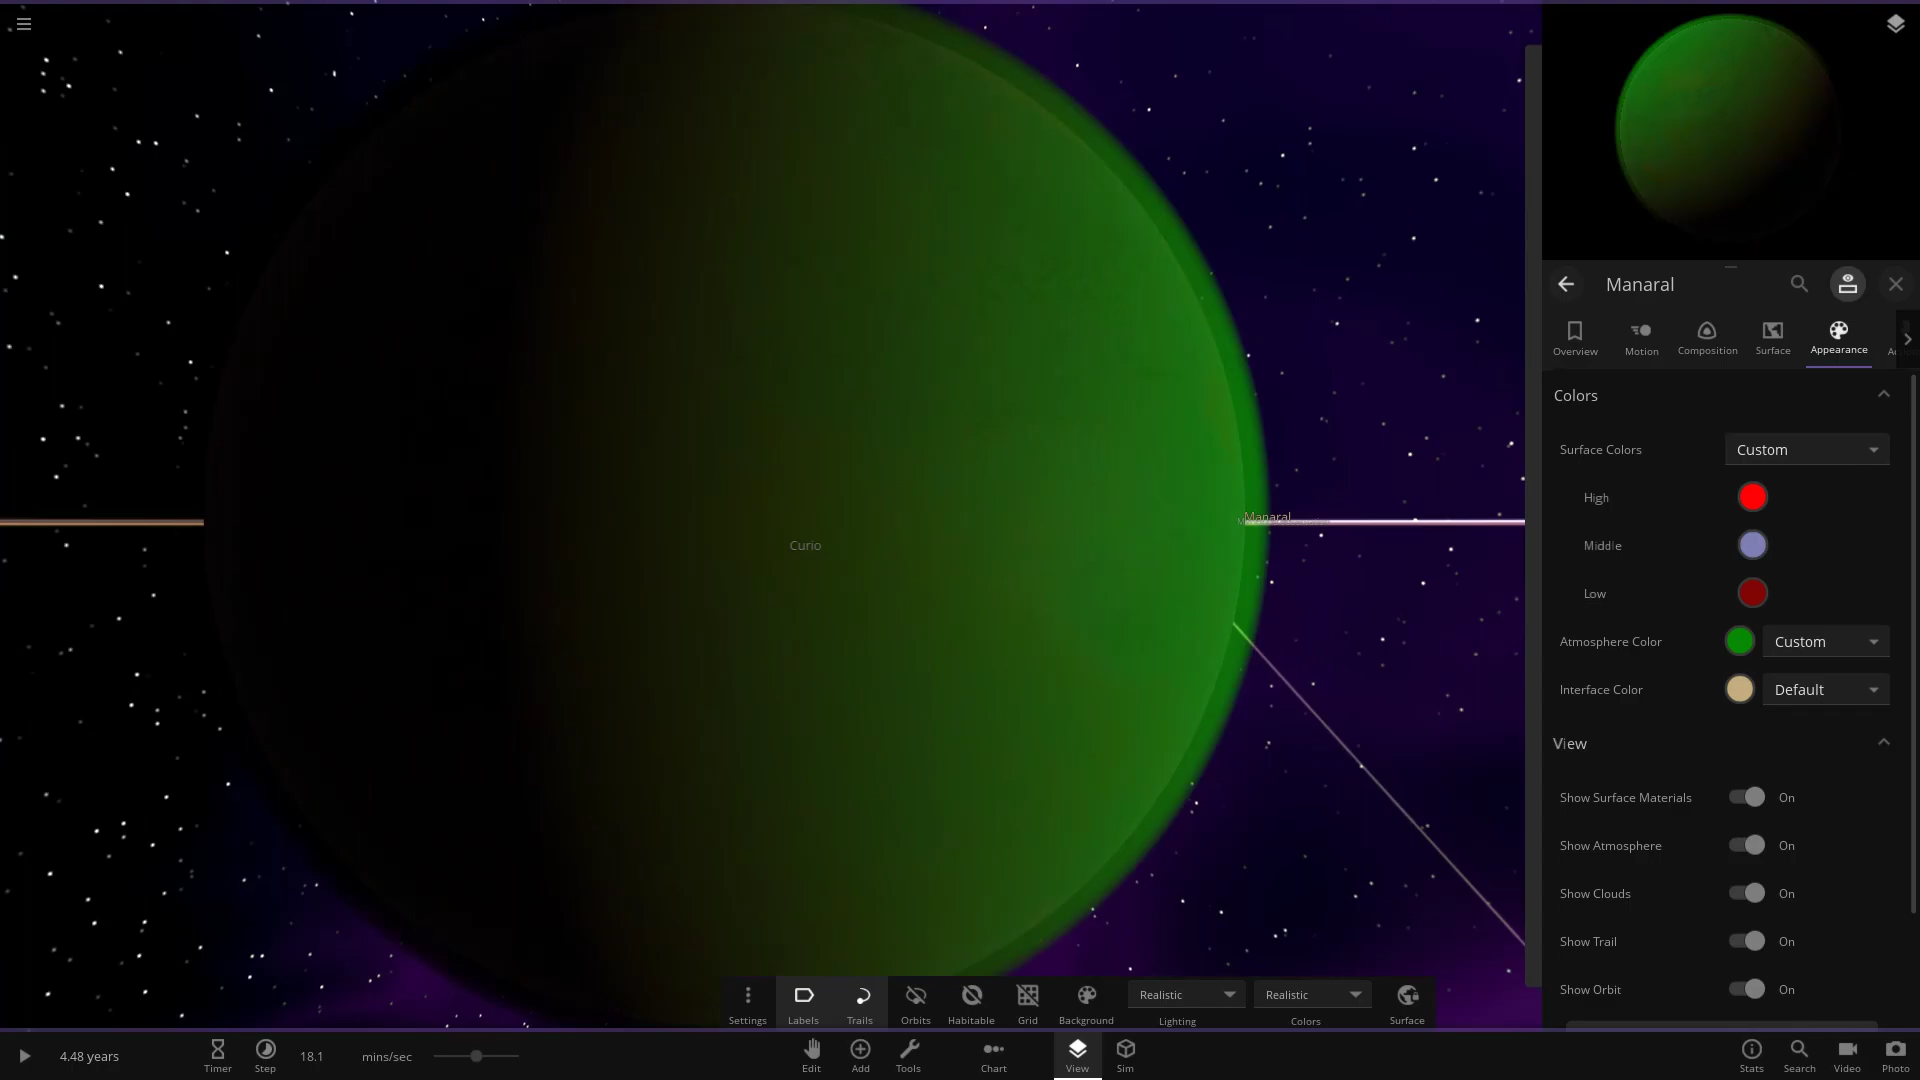 Manaral
Overview
Motion
Composition
Surface
Appearance
Colors
Surface Colors
Custom
High
Manaral
Middle
Curio
Low
Atmosphere Color
Custom
Interface Color
Default
View
Show Surface Materials
On
Show Atmosphere
On
Show Clouds
On
Show Trail
On
Show Orbit
On
Realistic
Realistic
Settings
Labels
Trails
Orbits
Habitable
Grid
Background
Lighting
Colors
Surface
4.48 years
Timer
Step
18.1
mins/sec
Edit
Add
Tools
Chart
View
Sim
Stats
Search
Video
Photo